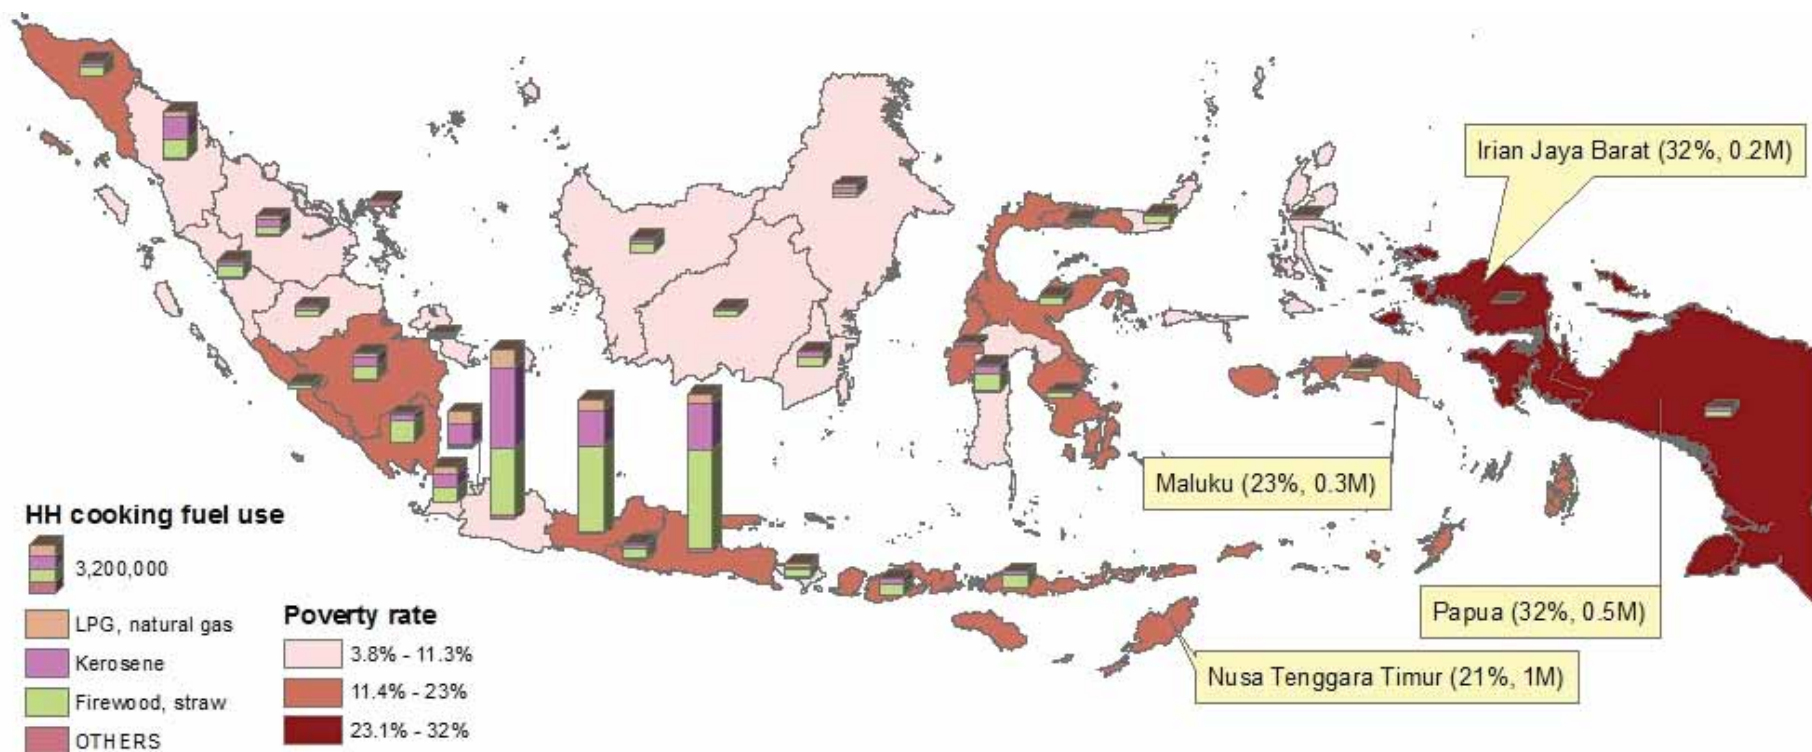 Irian Jaya Barat (32%, 0.2M)
Maluku (23%, 0.3M)
Papua (32%, 0.5M)
Nusa Tenggara Timur (21%, 1M)
HH cooking fuel use
3,200,000
LPG, natural gas
Kerosene
Firewood, straw
OTHERS
Poverty rate
3.8% - 11.3%
11.4% - 23%
23.1% - 32%